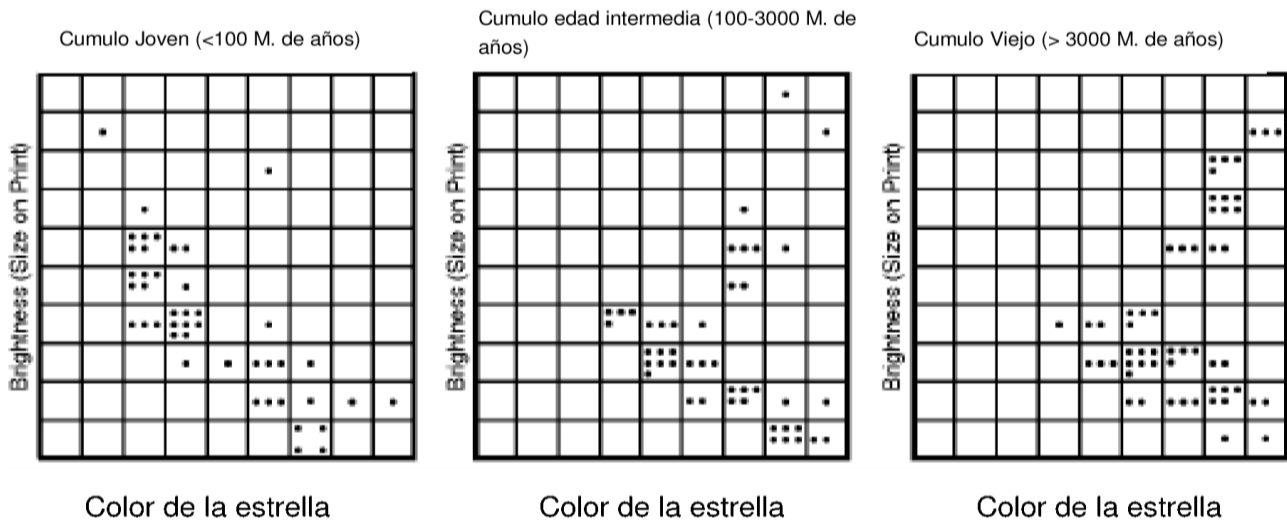 Cumulo Joven (<100 M. de años)
Cumulo edad intermedia (100-3000 M. de
años)
Cumulo Viejo (> 3000 M. de años)
Brightness (Size on Print)
Brightness (Size on Print)
Brightness (Size on Print)
Color de la estrella
Color de la estrella
Color de la estrella